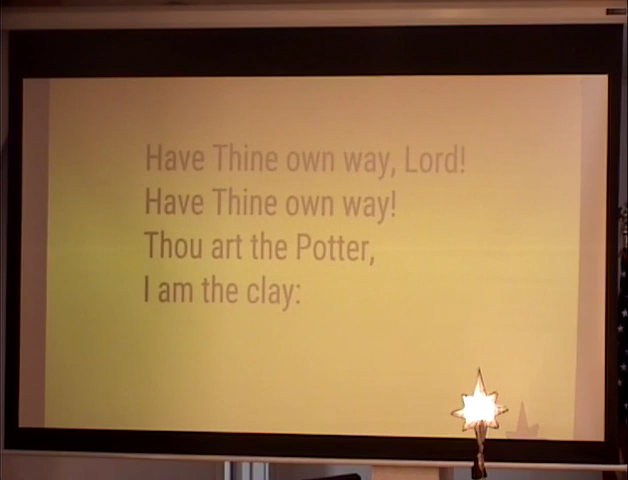 Have Thine own way, Lord!
Have Thine own way!
Thou art the Potter,
I am the clay: